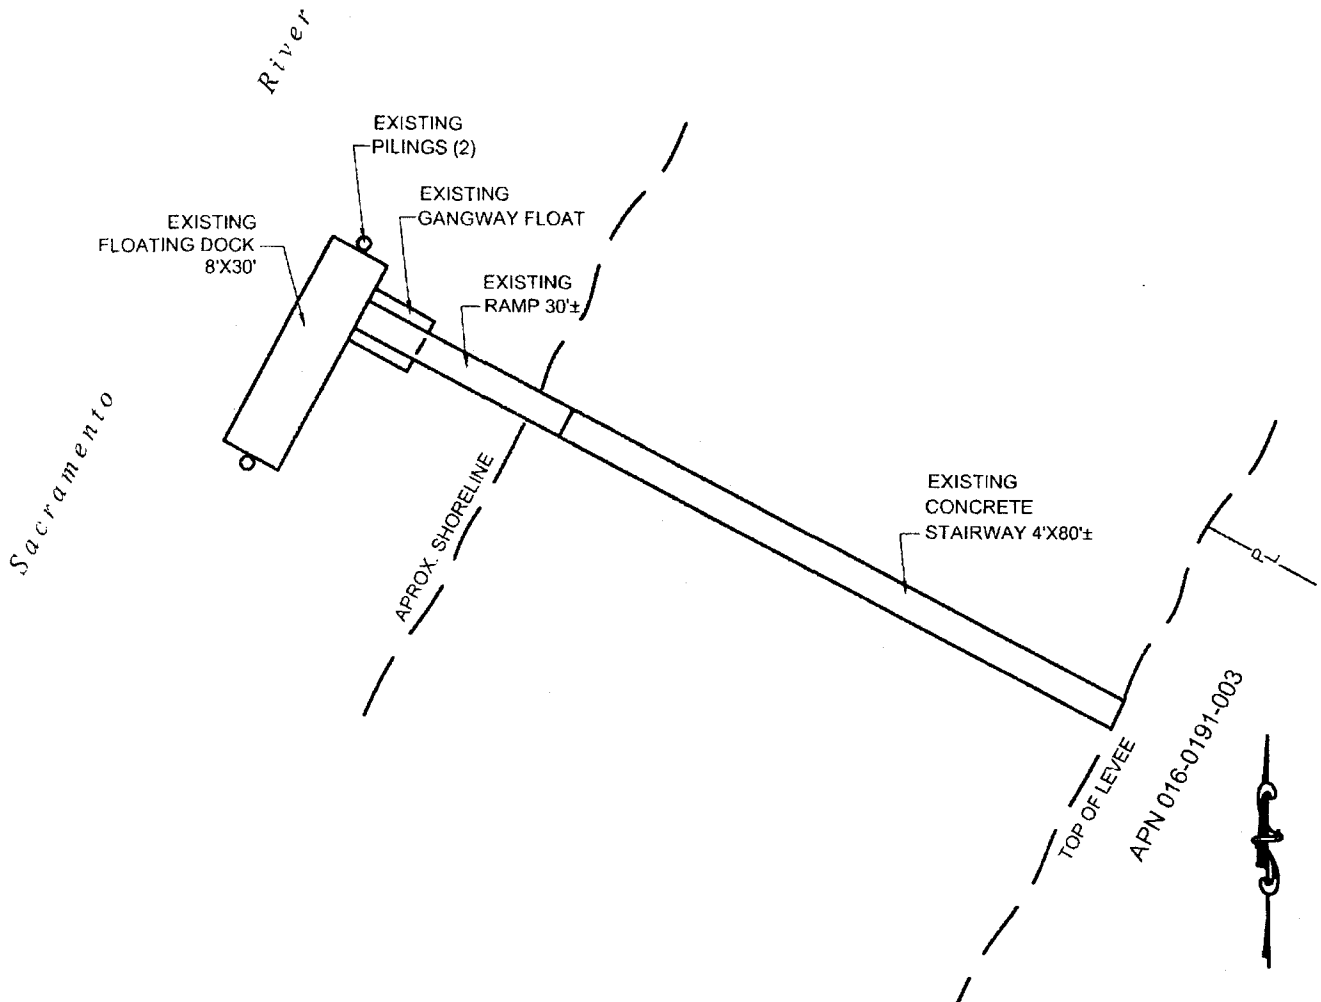 River
EXISTING
PILINGS (2)
EXISTING
GANGWAY FLOAT
EXISTING
FLOATING DOCK
8'X30'
EXISTING
RAMP 30'±
Sacramento
APROX. SHORELINE
EXISTING
CONCRETE
STAIRWAY 4'X80'±
PL
APN 016-0191-003
TOP OF LEVEE